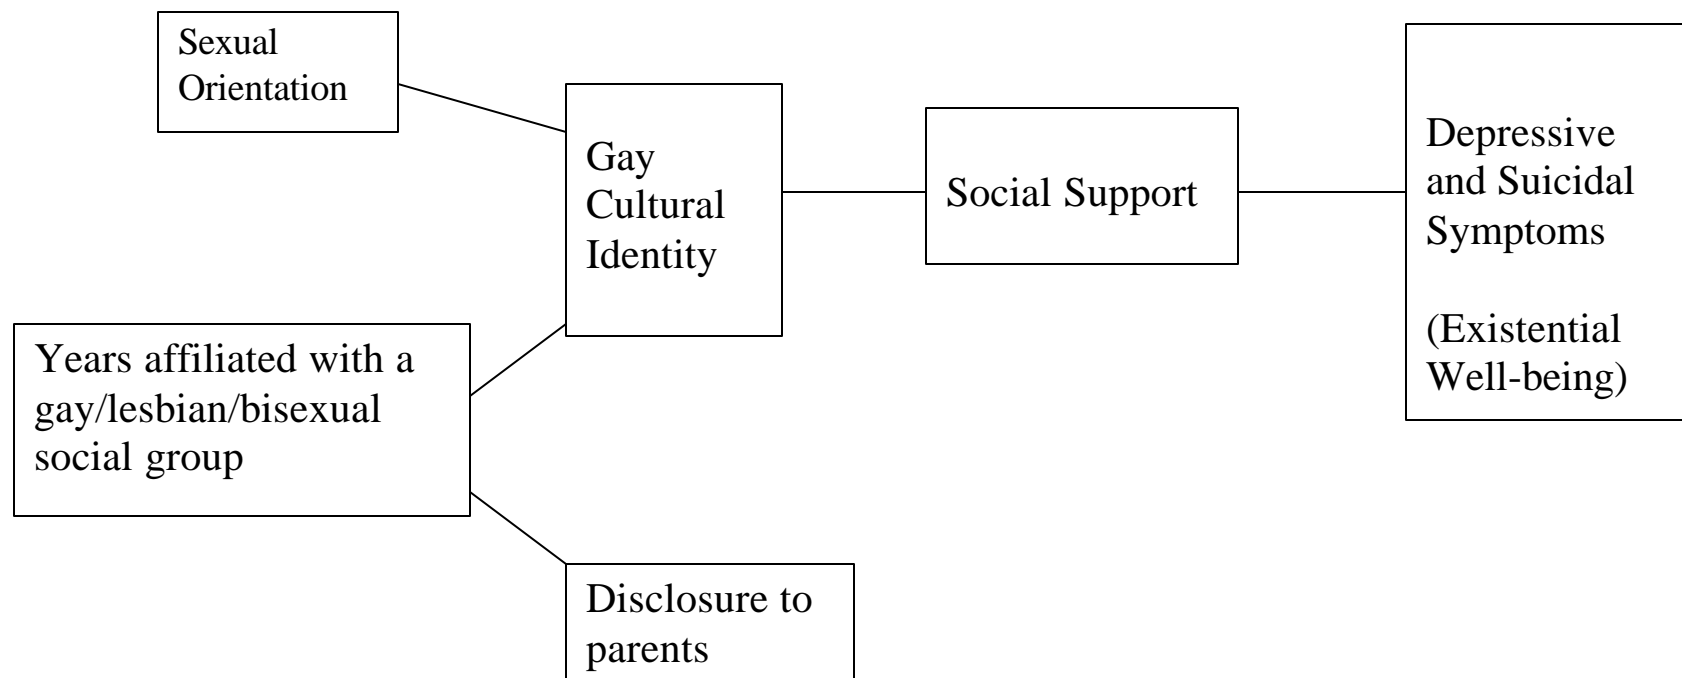 Sexual
Orientation
Gay
Cultural
Identity
Social Support
Depressive
and Suicidal
Symptoms
(Existential
Well-being)
Years affiliated with a
gay/lesbian/bisexual
social group
Disclosure to
parents